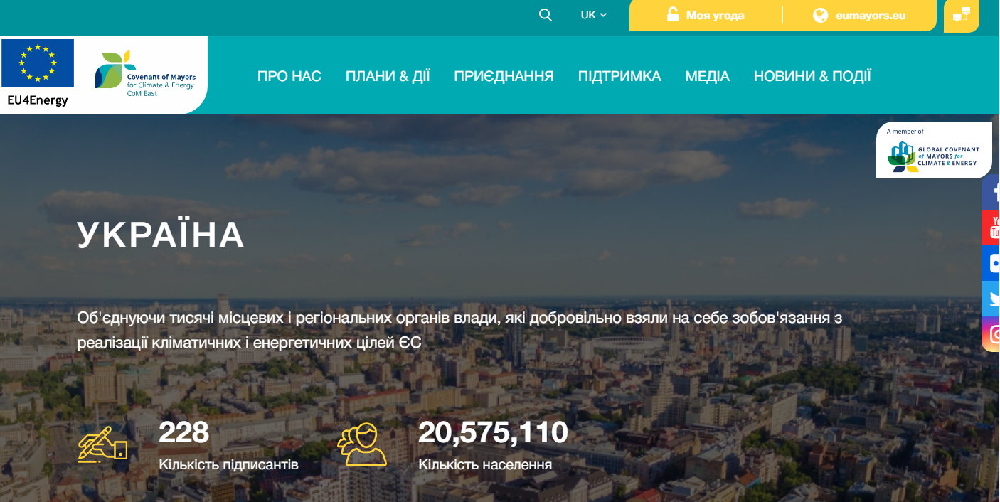 UK
Моя угода
eumayors.eu
EU4Energy
Covenant of Mayors
for Climate & Energy
CoM East
ПРО НАС
ПЛАНИ & ДІЇ
ПРИЄДНАННЯ
ПІДТРИМКА
МЕДІА
НОВИНИ & ПОДІЇ
A member of
GLOBAL COVENANT
of MAYORS for
CLIMATE & ENERGY
УКРАЇНА
Об'єднуючи тисячі місцевих і регіональних органів влади, які добровільно взяли на себе зобов'язання з
реалізації кліматичних і енергетичних цілей ЄС
228
Кількість підписантів
20,575,110
Кількість населення